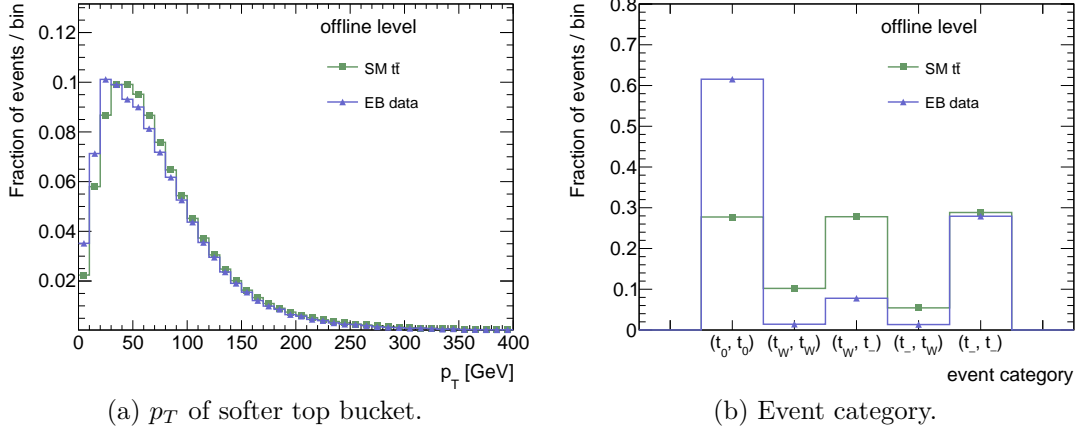 offline level
SM tt̄
EB data
Fraction of events / bin
0.1
0.08
0.06
0.04
0.02
0 50 100 150 200 250 300 350 400
p_T [GeV]
(a) p_T of softer top bucket.
offline level
SM tt̄
EB data
Fraction of events / bin
0.8
0.7
0.6
0.5
0.4
0.3
0.2
0.1
0
(t_0, t_0) (t_W, t_W) (t_W, t_−) (t_−, t_W) (t_−, t_−)
event category
(b) Event category.